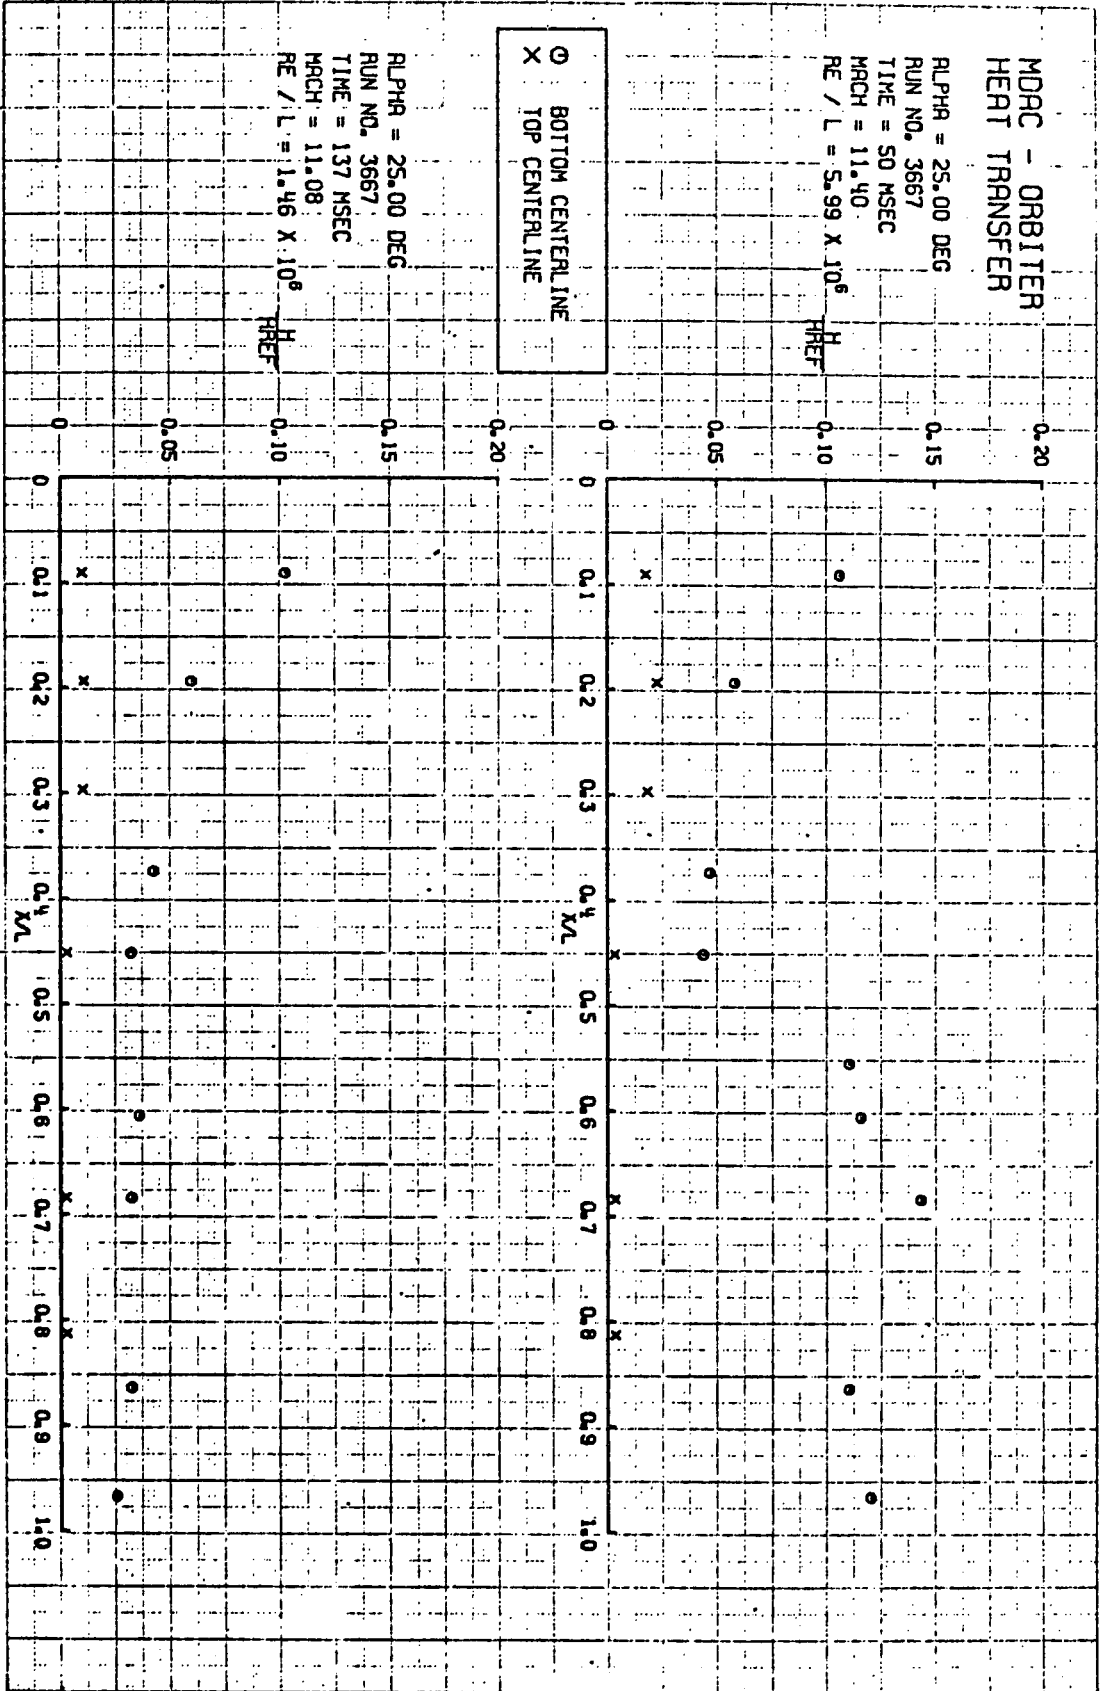 MDAC - ORBITER
HEAT TRANSFER
ALPHA = 25.00 DEG
RUN NO. 3667
TIME = 50 MSEC
MACH = 11.40
RE / L = 5.99 X 10⁶
H
HREF
0.20
0.15
0.10
0.05
0
0 0.1 0.2 0.3 0.4 0.5 0.6 0.7 0.8 0.9 1.0
X/L
⊙ BOTTOM CENTERLINE
X TOP CENTERLINE
ALPHA = 25.00 DEG
RUN NO. 3667
TIME = 137 MSEC
MACH = 11.08
RE / L = 1.46 X 10⁶
H
HREF
0.20
0.15
0.10
0.05
0
0 0.1 0.2 0.3 0.4 0.5 0.6 0.7 0.8 0.9 1.0
X/L